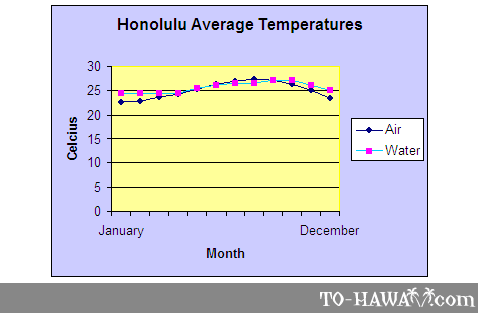 Honolulu Average Temperatures
30
25
20
15
10
5
0
Celcius
January
December
Month
Air
Water
TO-HAWAII.com